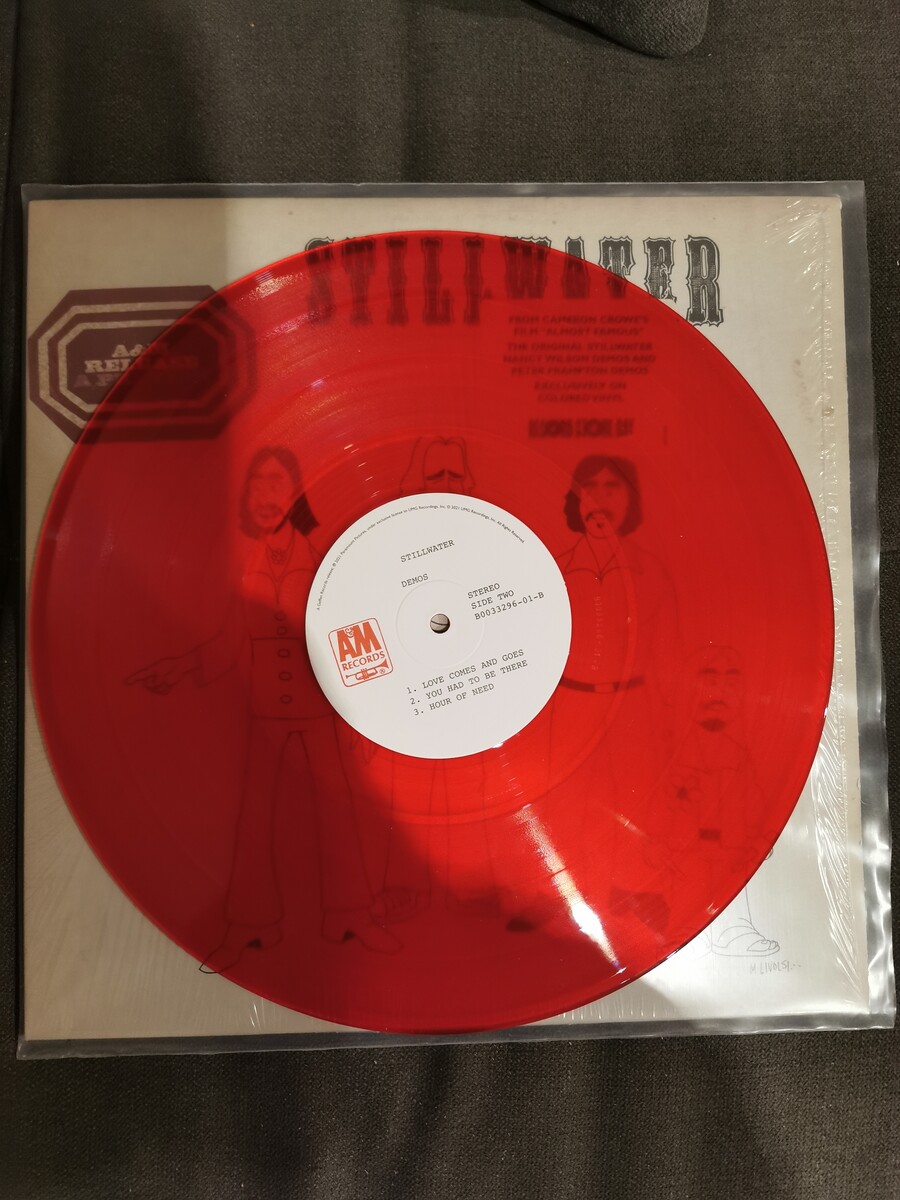 STILLWATER
FROM CAMERON CROWE'S
FILM "ALMOST FAMOUS"
THE ORIGINAL STILLWATER
NANCY WILSON DEMOS AND
PETER FRAMPTON DEMOS
EXCLUSIVELY ON
COLORED VINYL
STILLWATER
DEMOS
STEREO
SIDE TWO
B0033296-01-B
A&M
RECORDS
®
1. LOVE COMES AND GOES
2. YOU HAD TO BE THERE
3. HOUR OF NEED
M. LIVOLSI